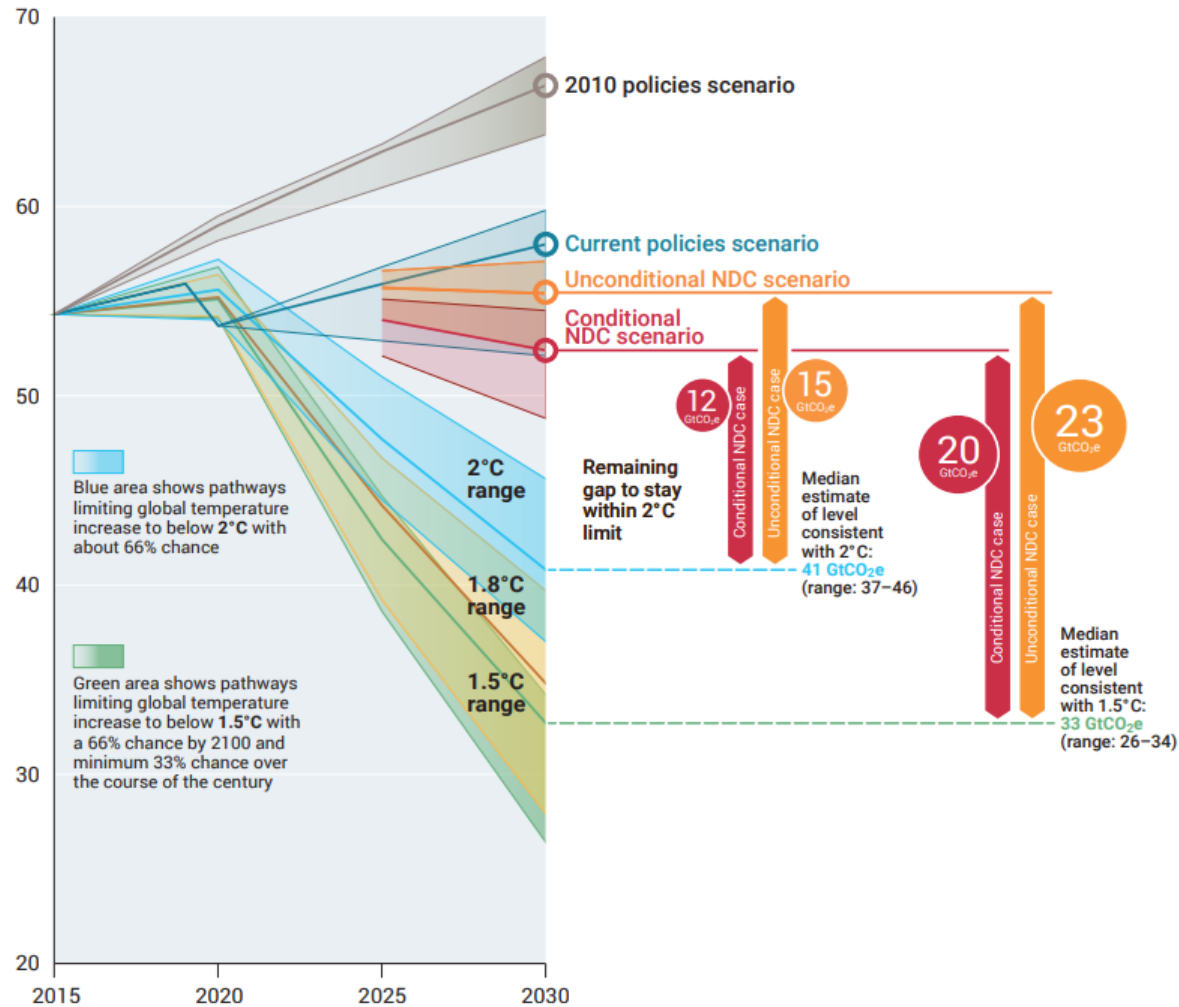 70
60
50
40
30
20
2015
2020
2025
2030
2010 policies scenario
Current policies scenario
Unconditional NDC scenario
Conditional
NDC scenario
2°C
range
1.8°C
range
1.5°C
range
Blue area shows pathways
limiting global temperature
increase to below 2°C with
about 66% chance
Green area shows pathways
limiting global temperature
increase to below 1.5°C with
a 66% chance by 2100 and
minimum 33% chance over
the course of the century
Remaining
gap to stay
within 2°C
limit
12
GtCO₂e
Conditional NDC case
Unconditional NDC case
15
GtCO₂e
Median
estimate
of level
consistent
with 2°C:
41 GtCO₂e
(range: 37–46)
20
GtCO₂e
Conditional NDC case
Unconditional NDC case
23
GtCO₂e
Median
estimate
of level
consistent
with 1.5°C:
33 GtCO₂e
(range: 26–34)